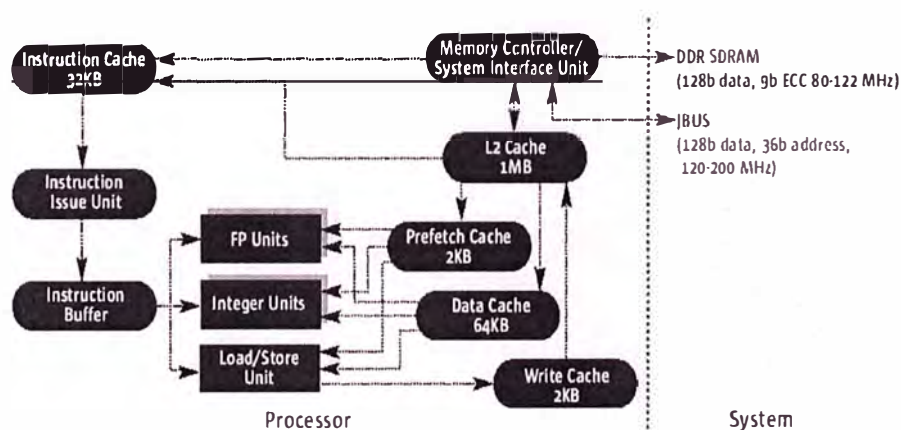 Instruction Cache
32KB
Memory Controller/
System Interface Unit
DDR SDRAM
(128b data, 9b ECC 80-122 MHz)
JBUS
(128b data, 36b address,
120-200 MHz)
L2 Cache
1MB
Instruction
Issue Unit
FP Units
Prefetch Cache
2KB
Instruction
Buffer
Integer Units
Data Cache
64KB
Load/Store
Unit
Write Cache
2KB
Processor
System